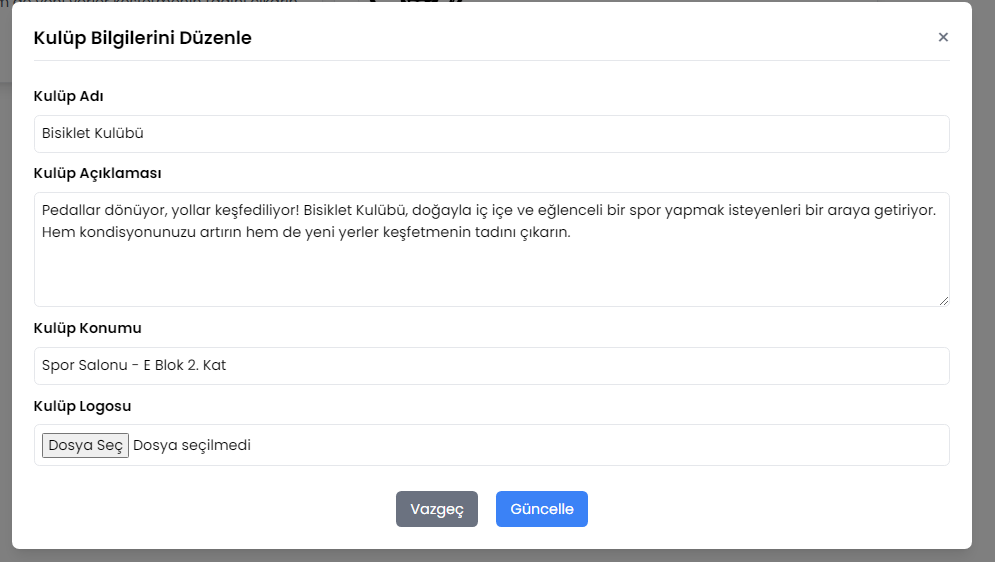 Kulüp Bilgilerini Düzenle
×
Kulüp Adı
Bisiklet Kulübü
Kulüp Açıklaması
Pedallar dönüyor, yollar keşfediliyor! Bisiklet Kulübü, doğayla iç içe ve eğlenceli bir spor yapmak isteyenleri bir araya getiriyor.
Hem kondisyonunuzu artırın hem de yeni yerler keşfetmenin tadını çıkarın.
Kulüp Konumu
Spor Salonu - E Blok 2. Kat
Kulüp Logosu
Dosya Seç Dosya seçilmedi
Vazgeç Güncelle